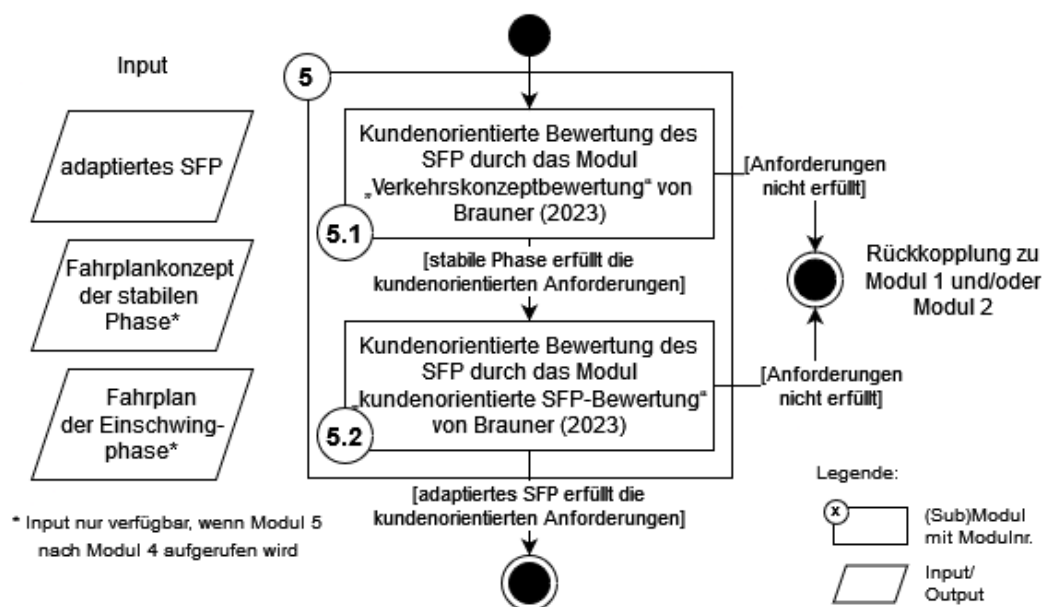 Input
adaptiertes SFP
Fahrplankonzept
der stabilen
Phase*
Fahrplan
der Einschwing-
phase*
* Input nur verfügbar, wenn Modul 5
nach Modul 4 aufgerufen wird
5
Kundenorientierte Bewertung des
SFP durch das Modul
„Verkehrskonzeptbewertung“ von
Brauner (2023)
5.1
[stabile Phase erfüllt die
kundenorientierten Anforderungen]
Kundenorientierte Bewertung des
SFP durch das Modul
„kundenorientierte SFP-Bewertung“
von Brauner (2023)
5.2
[adaptiertes SFP erfüllt die
kundenorientierten Anforderungen]
[Anforderungen
nicht erfüllt]
Rückkopplung zu
Modul 1 und/oder
Modul 2
[Anforderungen
nicht erfüllt]
Legende:
x
(Sub)Modul
mit Modulnr.
Input/
Output